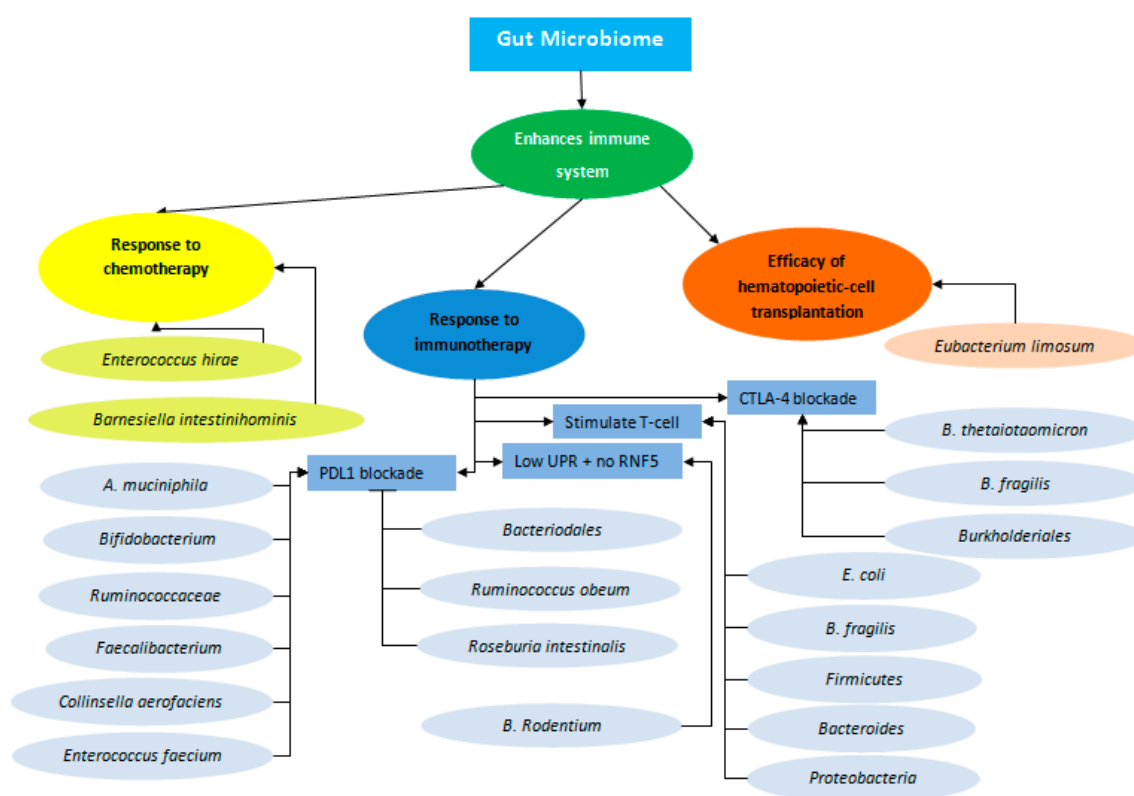 Gut Microbiome
Enhances immune
system
Response to
chemotherapy
Efficacy of
hematopoietic-cell
transplantation
Response to
immunotherapy
Enterococcus hirae
Eubacterium limosum
Barnesiella intestinihominis
CTLA-4 blockade
Stimulate T-cell
B. thetaiotaomicron
PDL1 blockade
Low UPR + no RNF5
A. muciniphila
B. fragilis
Bacteriodales
Bifidobacterium
Burkholderiales
E. coli
Ruminococcaceae
Ruminococcus obeum
B. fragilis
Faecalibacterium
Roseburia intestinalis
Firmicutes
Collinsella aerofaciens
B. Rodentium
Bacteroides
Enterococcus faecium
Proteobacteria